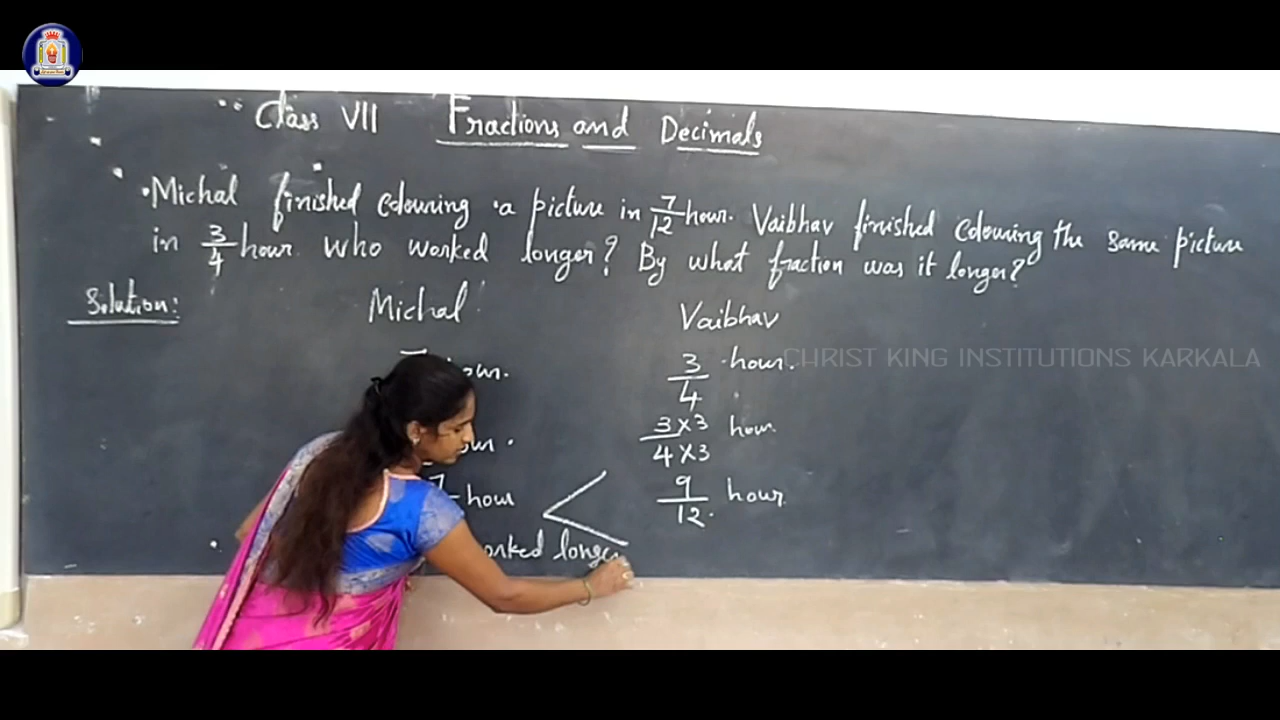 Class VII Fractions and Decimals
Michal finished colouring a picture in 7/12 hour. Vaibhav finished colouring the same picture
in 3/4 hour. Who worked longer? By what fraction was it longer?
Solution:
Michal Vaibhav
hour. 3/4 hour.
CHRIST KING INSTITUTIONS KARKALA
3×3/4×3 hour
7 hour < 9/12 hour
worked longer